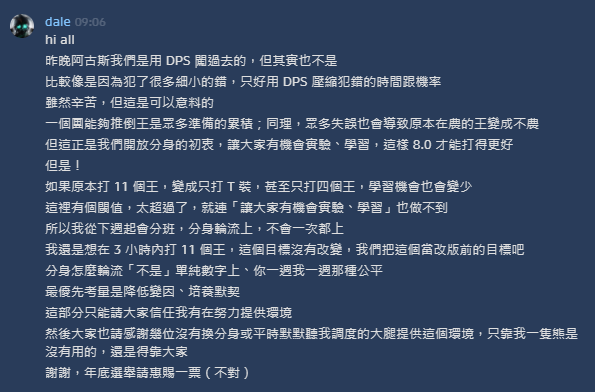 dale 09:06
hi all
昨晚阿古斯我們是用 DPS 闖過去的，但其實也不是
比較像是因為犯了很多細小的錯，只好用 DPS 壓縮犯錯的時間跟機率
雖然辛苦，但這是可以意料的
一個團能夠推倒王是眾多準備的累積；同理，眾多失誤也會導致原本在農的王變成不農
但這正是我們開放分身的初衷，讓大家有機會實驗、學習，這樣 8.0 才能打得更好
但是！
如果原本打 11 個王，變成只打 T 裝，甚至只打四個王，學習機會也會變少
這裡有個閾值，太超過了，就連「讓大家有機會實驗、學習」也做不到
所以我從下週起會分班，分身輪流上，不會一次都上
我還是想在 3 小時內打 11 個王，這個目標沒有改變，我們把這個當改版前的目標吧
分身怎麼輪流「不是」單純數字上、你一週我一週那種公平
最優先考量是降低變因、培養默契
這部分只能請大家信任我有在努力提供環境
然後大家也請感謝幾位沒有換分身或平時默默聽我調度的大腿提供這個環境，只靠我一隻熊是
沒有用的，還是得靠大家
謝謝，年底選舉請惠賜一票（不對）